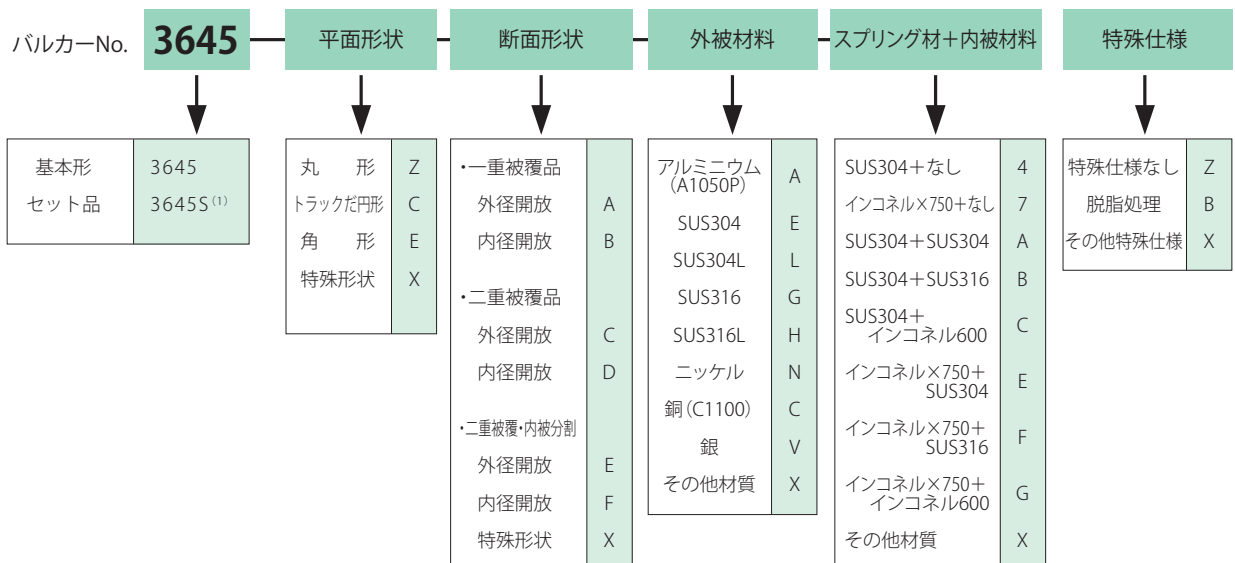 バルカーNo. 3645 平面形状 断面形状 外被材料 スプリング材＋内被材料 特殊仕様
基本形 3645
セット品 3645S(1)
丸 形 Z
トラックだ円形 C
角 形 E
特殊形状 X
・一重被覆品
外径開放 A
内径開放 B
・二重被覆品
外径開放 C
内径開放 D
・二重被覆・内被分割
外径開放 E
内径開放 F
特殊形状 X
アルミニウム
(A1050P) A
SUS304 E
SUS304L L
SUS316 G
SUS316L H
ニッケル N
銅(C1100) C
銀 V
その他材質 X
SUS304＋なし 4
インコネル×750＋なし 7
SUS304＋SUS304 A
SUS304＋SUS316 B
SUS304＋
インコネル600 C
インコネル×750＋
SUS304 E
インコネル×750＋
SUS316 F
インコネル×750＋
インコネル600 G
その他材質 X
特殊仕様なし Z
脱脂処理 B
その他特殊仕様 X